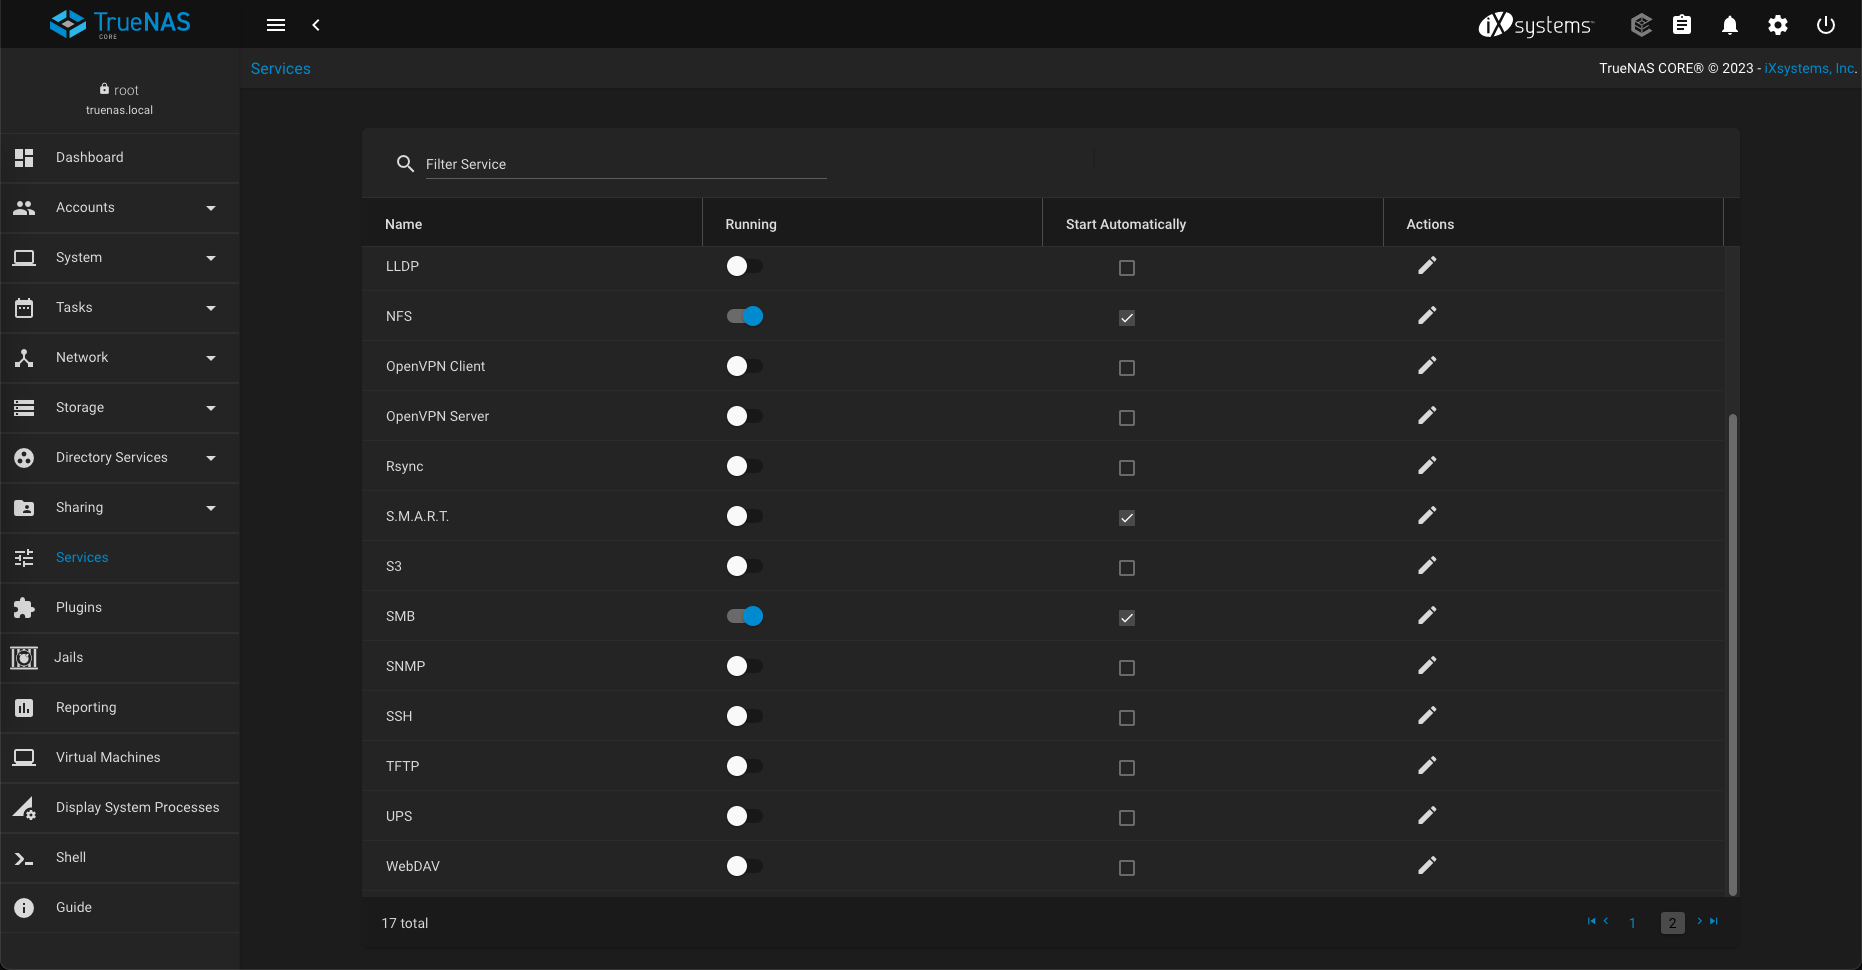 TrueNAS
CORE
iXsystems
Services
TrueNAS CORE® © 2023 - iXsystems, Inc.
root
truenas.local
Dashboard
Accounts
System
Tasks
Network
Storage
Directory Services
Sharing
Services
Plugins
Jails
Reporting
Virtual Machines
Display System Processes
Shell
Guide
Filter Service
Name Running Start Automatically Actions
LLDP
NFS
OpenVPN Client
OpenVPN Server
Rsync
S.M.A.R.T.
S3
SMB
SNMP
SSH
TFTP
UPS
WebDAV
17 total
1 2